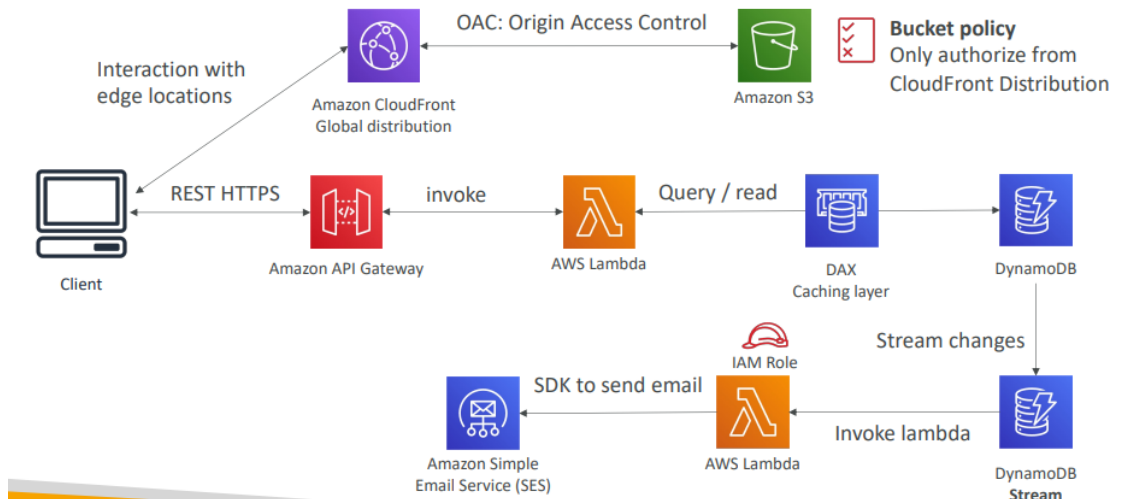 OAC: Origin Access Control
Bucket policy
Only authorize from
CloudFront Distribution
Interaction with
edge locations
Amazon CloudFront
Global distribution
Amazon S3
REST HTTPS
invoke
Query / read
Client
Amazon API Gateway
AWS Lambda
DAX
Caching layer
DynamoDB
Stream changes
IAM Role
SDK to send email
Invoke lambda
Amazon Simple
Email Service (SES)
AWS Lambda
DynamoDB
Stream